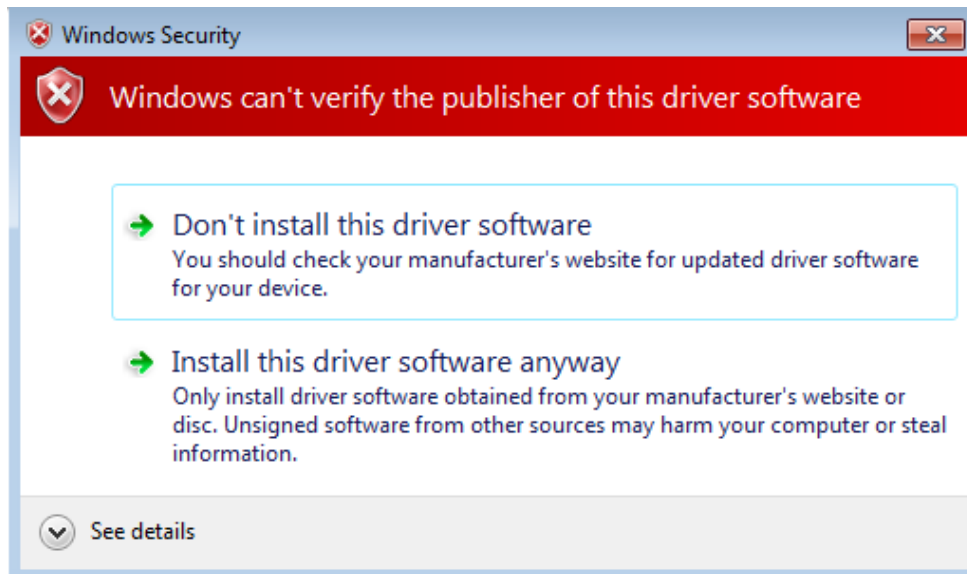 Windows Security
Windows can't verify the publisher of this driver software
Don't install this driver software
You should check your manufacturer's website for updated driver software
for your device.
Install this driver software anyway
Only install driver software obtained from your manufacturer's website or
disc. Unsigned software from other sources may harm your computer or steal
information.
See details